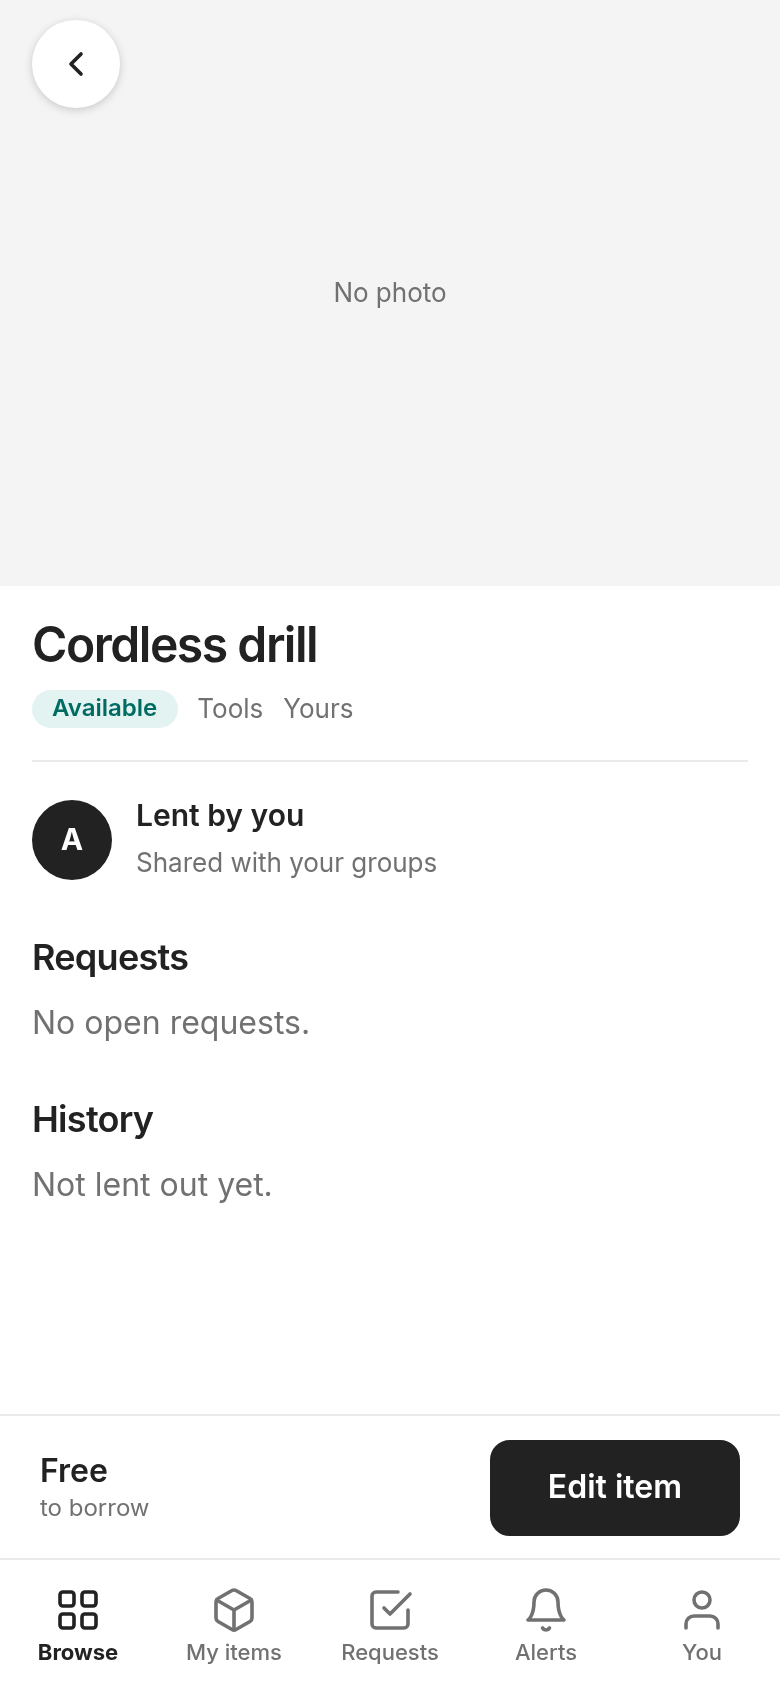 No photo
Cordless drill
Available Tools Yours
A
Lent by you
Shared with your groups
Requests
No open requests.
History
Not lent out yet.
Free
to borrow
Edit item
Browse My items Requests Alerts You